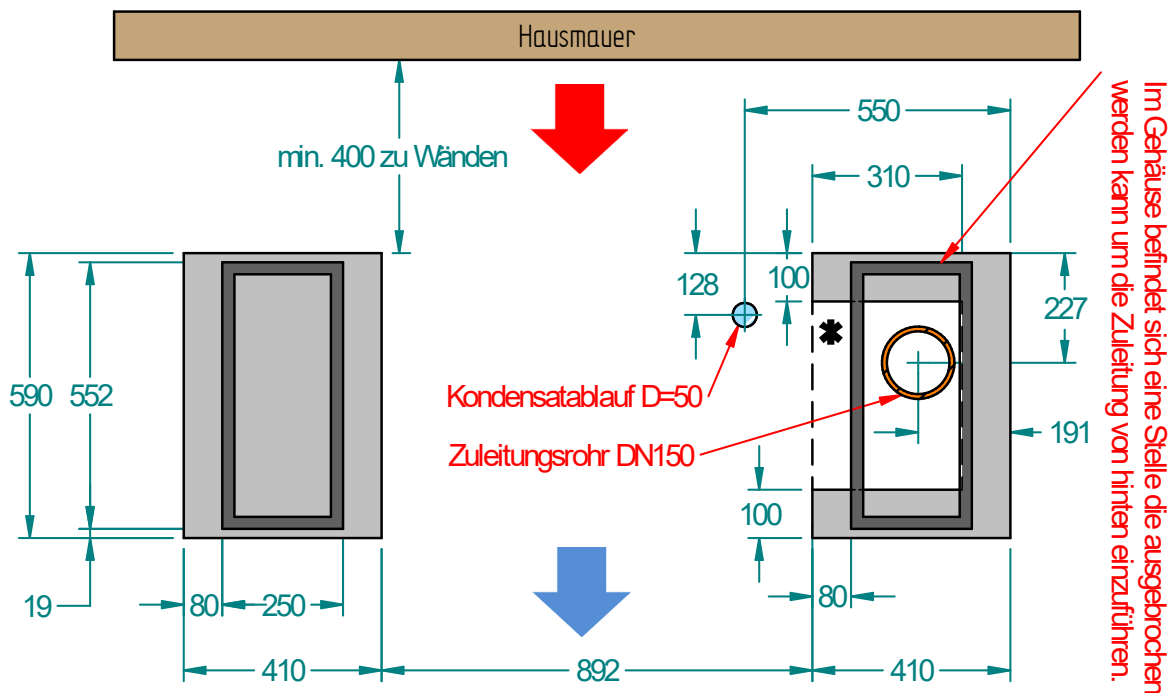 Hausmauer
550
min. 400 zu Wänden
310
128
100
227
✱
590
552
Kondensatablauf D=50
191
Zuleitungsrohr DN150
100
19
80
250
80
410
892
410
Im Gehäuse befindet sich eine Stelle die ausgebrochen
werden kann um die Zuleitung von hinten einzuführen.